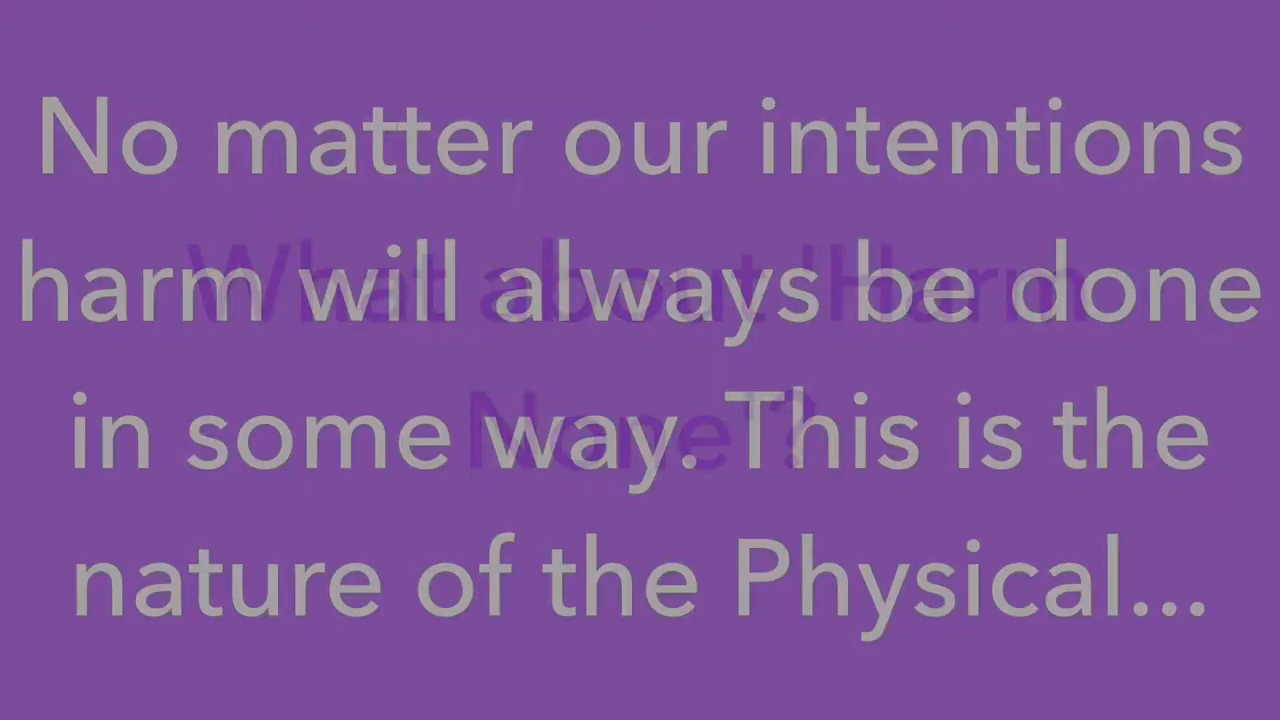 No matter our intentions
harm will always be done
in some way. This is the
nature of the Physical...
What about "Harm
None"?